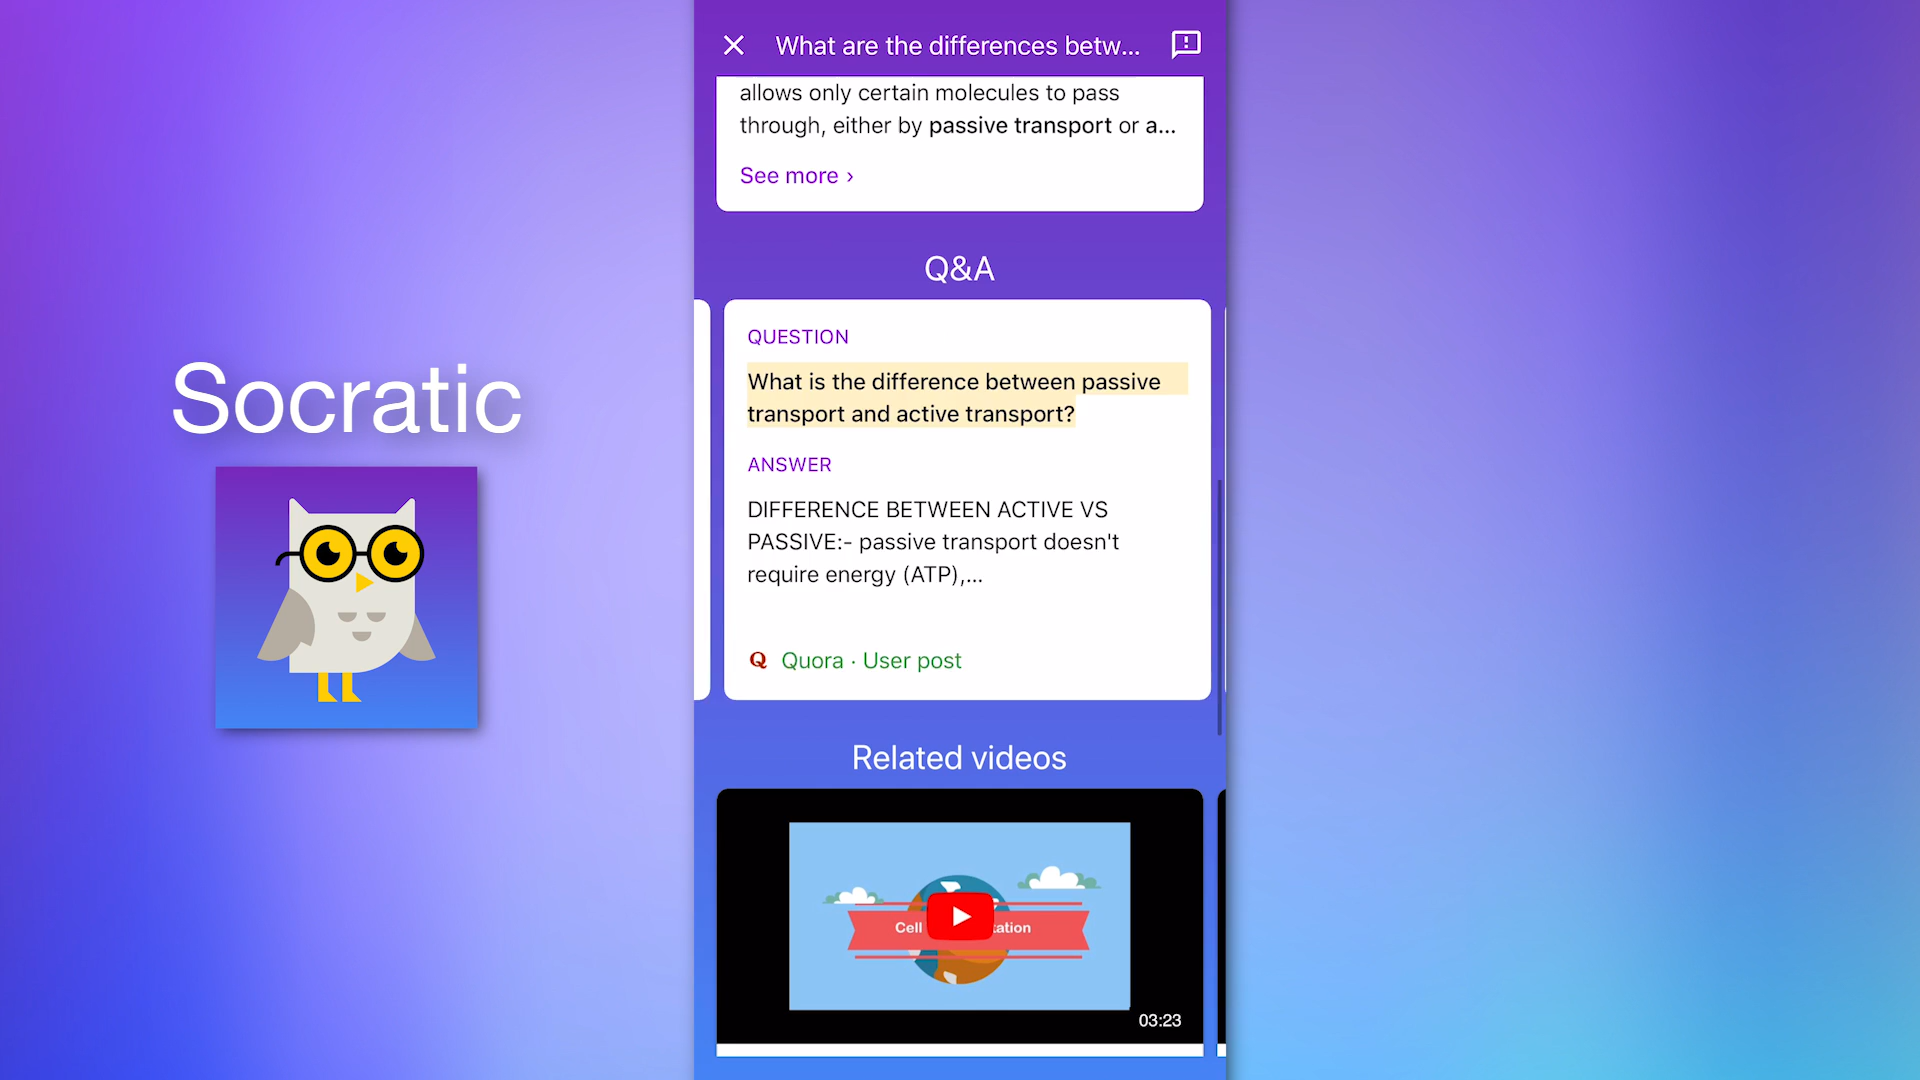 What are the differences betw...
allows only certain molecules to pass
through, either by passive transport or a...
See more ›
Q&A
QUESTION
What is the difference between passive
transport and active transport?
ANSWER
DIFFERENCE BETWEEN ACTIVE VS
PASSIVE:- passive transport doesn't
require energy (ATP),...
Q Quora · User post
Related videos
Cell
03:23
Socratic